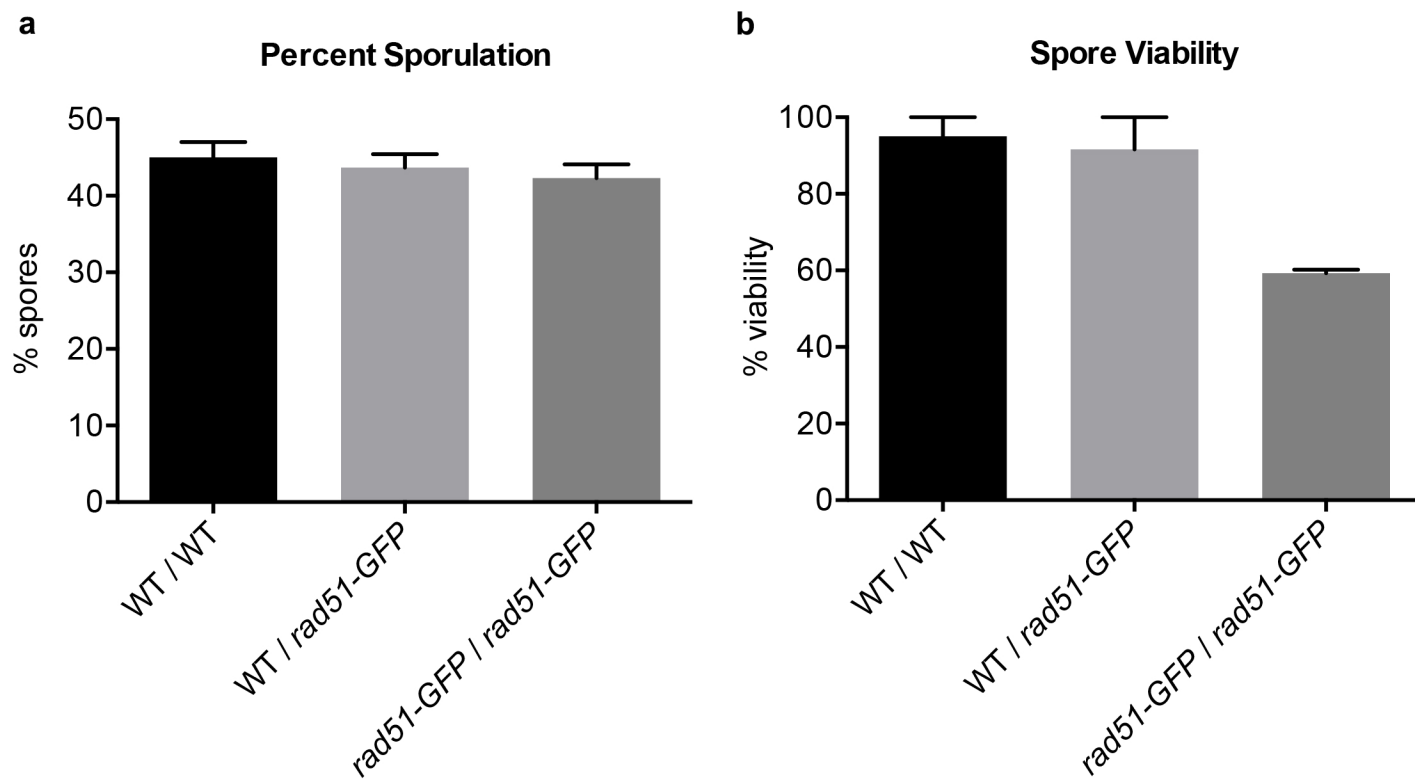 a
Percent Sporulation
50
40
30
20
10
0
% spores
WT / WT
WT / rad51-GFP
rad51-GFP / rad51-GFP
b
Spore Viability
100
80
60
40
20
0
% viability
WT / WT
WT / rad51-GFP
rad51-GFP / rad51-GFP